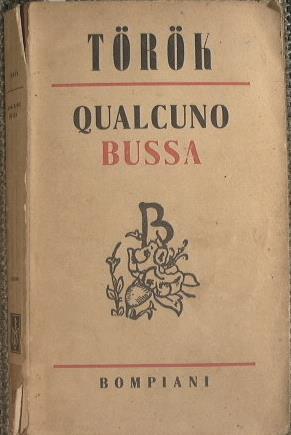 TÖRÖK
QUALCUNO
BUSSA
B
BOMPIANI